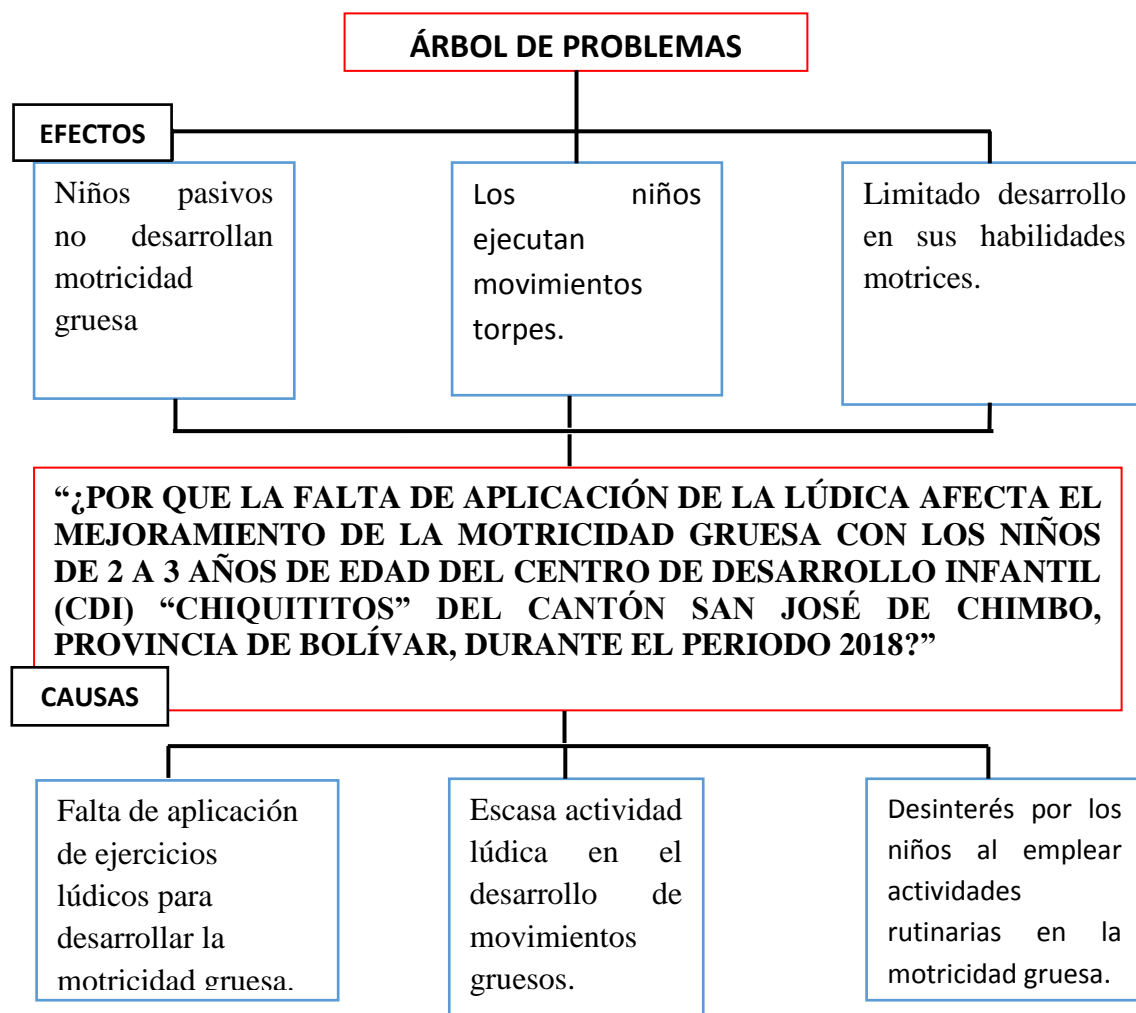 ÁRBOL DE PROBLEMAS
EFECTOS
Niños pasivos
no desarrollan
motricidad
gruesa
Los niños
ejecutan
movimientos
torpes.
Limitado desarrollo
en sus habilidades
motrices.
“¿POR QUE LA FALTA DE APLICACIÓN DE LA LÚDICA AFECTA EL
MEJORAMIENTO DE LA MOTRICIDAD GRUESA CON LOS NIÑOS
DE 2 A 3 AÑOS DE EDAD DEL CENTRO DE DESARROLLO INFANTIL
(CDI) “CHIQUITITOS” DEL CANTÓN SAN JOSÉ DE CHIMBO,
PROVINCIA DE BOLÍVAR, DURANTE EL PERIODO 2018?”
CAUSAS
Falta de aplicación
de ejercicios
lúdicos para
desarrollar la
motricidad gruesa.
Escasa actividad
lúdica en el
desarrollo de
movimientos
gruesos.
Desinterés por los
niños al emplear
actividades
rutinarias en la
motricidad gruesa.